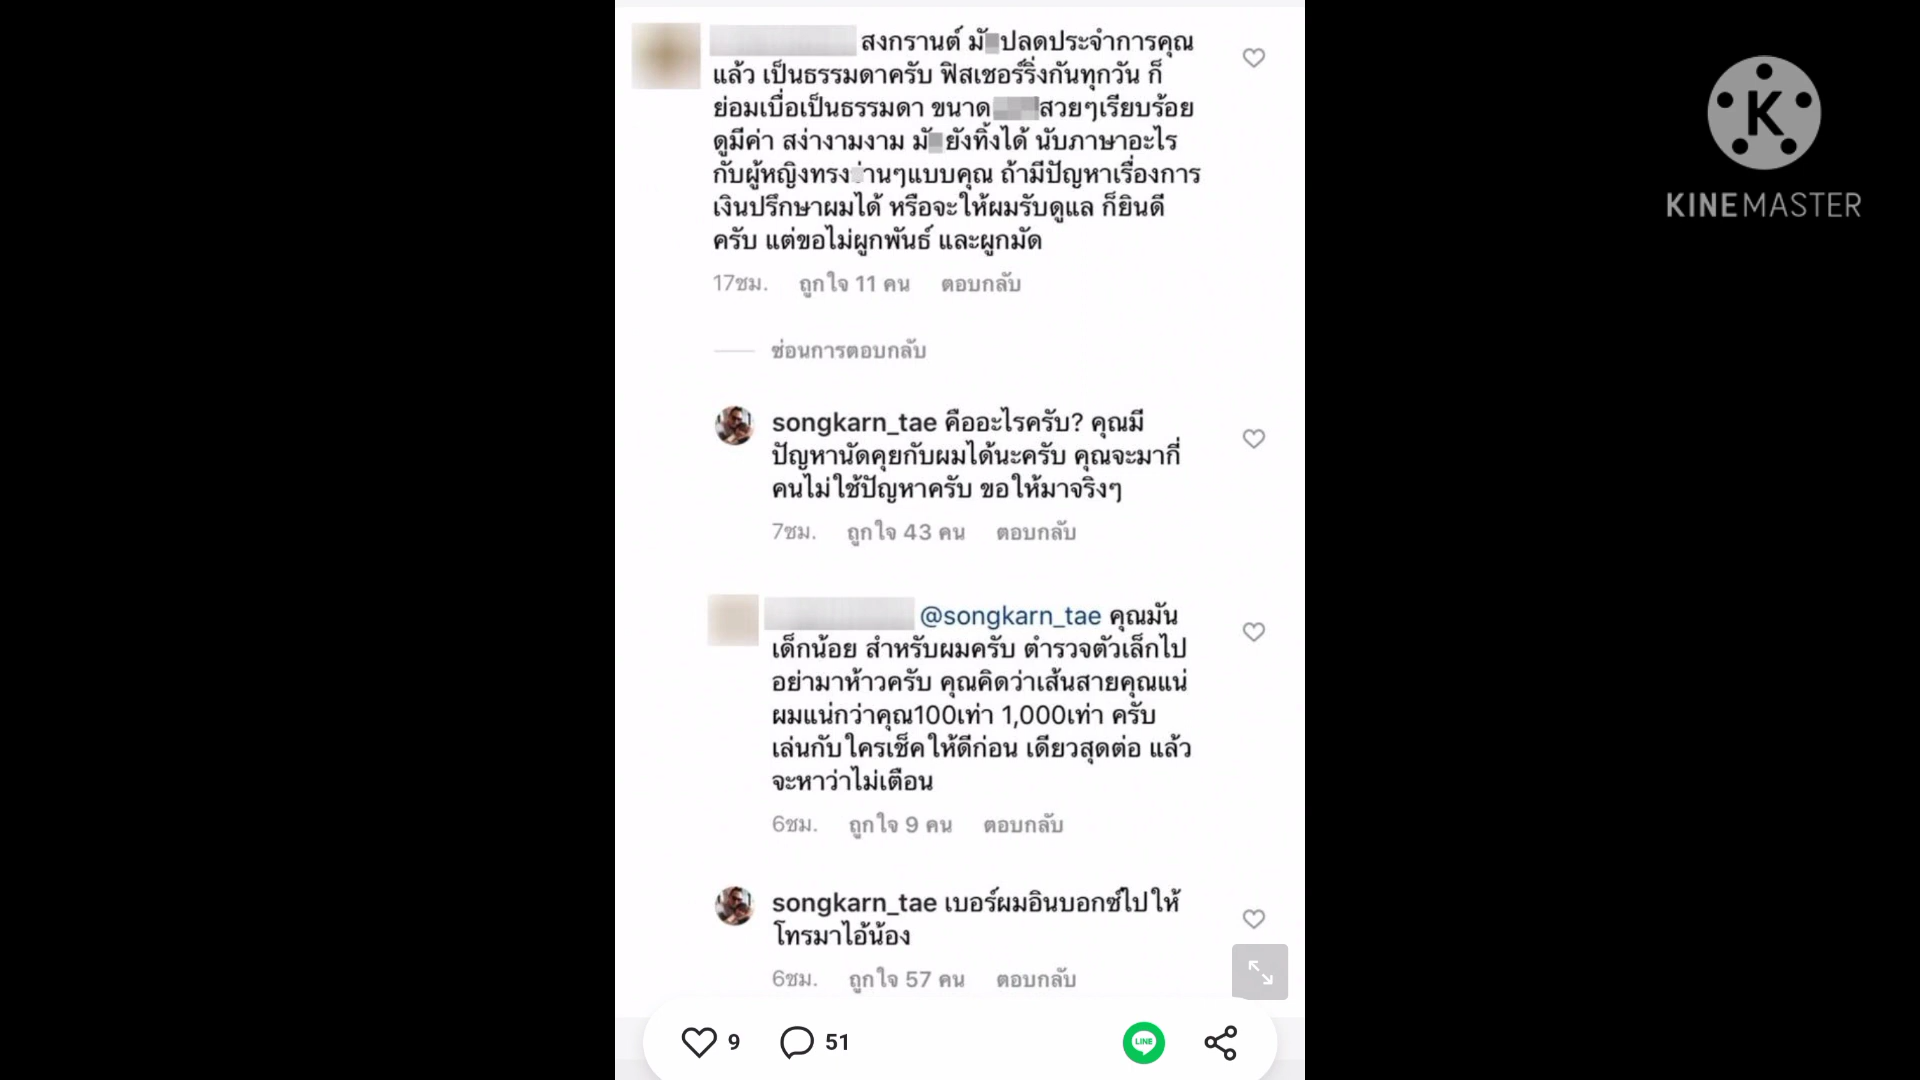 สงกรานต์ มั ปลดประจำการคุณ
แล้ว เป็นธรรมดาครับ ฟิสเชอร์ริ่งกันทุกวัน ก็
ย่อมเบื่อเป็นธรรมดา ขนาด สวยๆเรียบร้อย
ดูมีค่า สง่างามงาม มั ยังทิ้งได้ นับภาษาอะไร
กับผู้หญิงทรง านๆแบบคุณ ถ้ามีปัญหาเรื่องการ
เงินปรึกษาผมได้ หรือจะให้ผมรับดูแล ก็ยินดี
ครับ แต่ขอไม่ผูกพันธ์ และผูกมัด
17ชม. ถูกใจ 11 คน ตอบกลับ
ซ่อนการตอบกลับ
songkarn_tae คืออะไรครับ? คุณมี
ปัญหานัดคุยกับผมได้นะครับ คุณจะมากี่
คนไม่ใช้ปัญหาครับ ขอให้มาจริงๆ
7ชม. ถูกใจ 43 คน ตอบกลับ
@songkarn_tae คุณมัน
เด็กน้อย สำหรับผมครับ ตำรวจตัวเล็กไป
อย่ามาห้าวครับ คุณคิดว่าเส้นสายคุณแน่
ผมแน่กว่าคุณ100เท่า 1,000เท่า ครับ
เล่นกับใครเช็คให้ดีก่อน เดียวสุดต่อ แล้ว
จะหาว่าไม่เตือน
6ชม. ถูกใจ 9 คน ตอบกลับ
songkarn_tae เบอร์ผมอินบอกซ์ไปให้
โทรมาไอ้น้อง
6ชม. ถูกใจ 57 คน ตอบกลับ
9 51 LINE
K
KINEMASTER